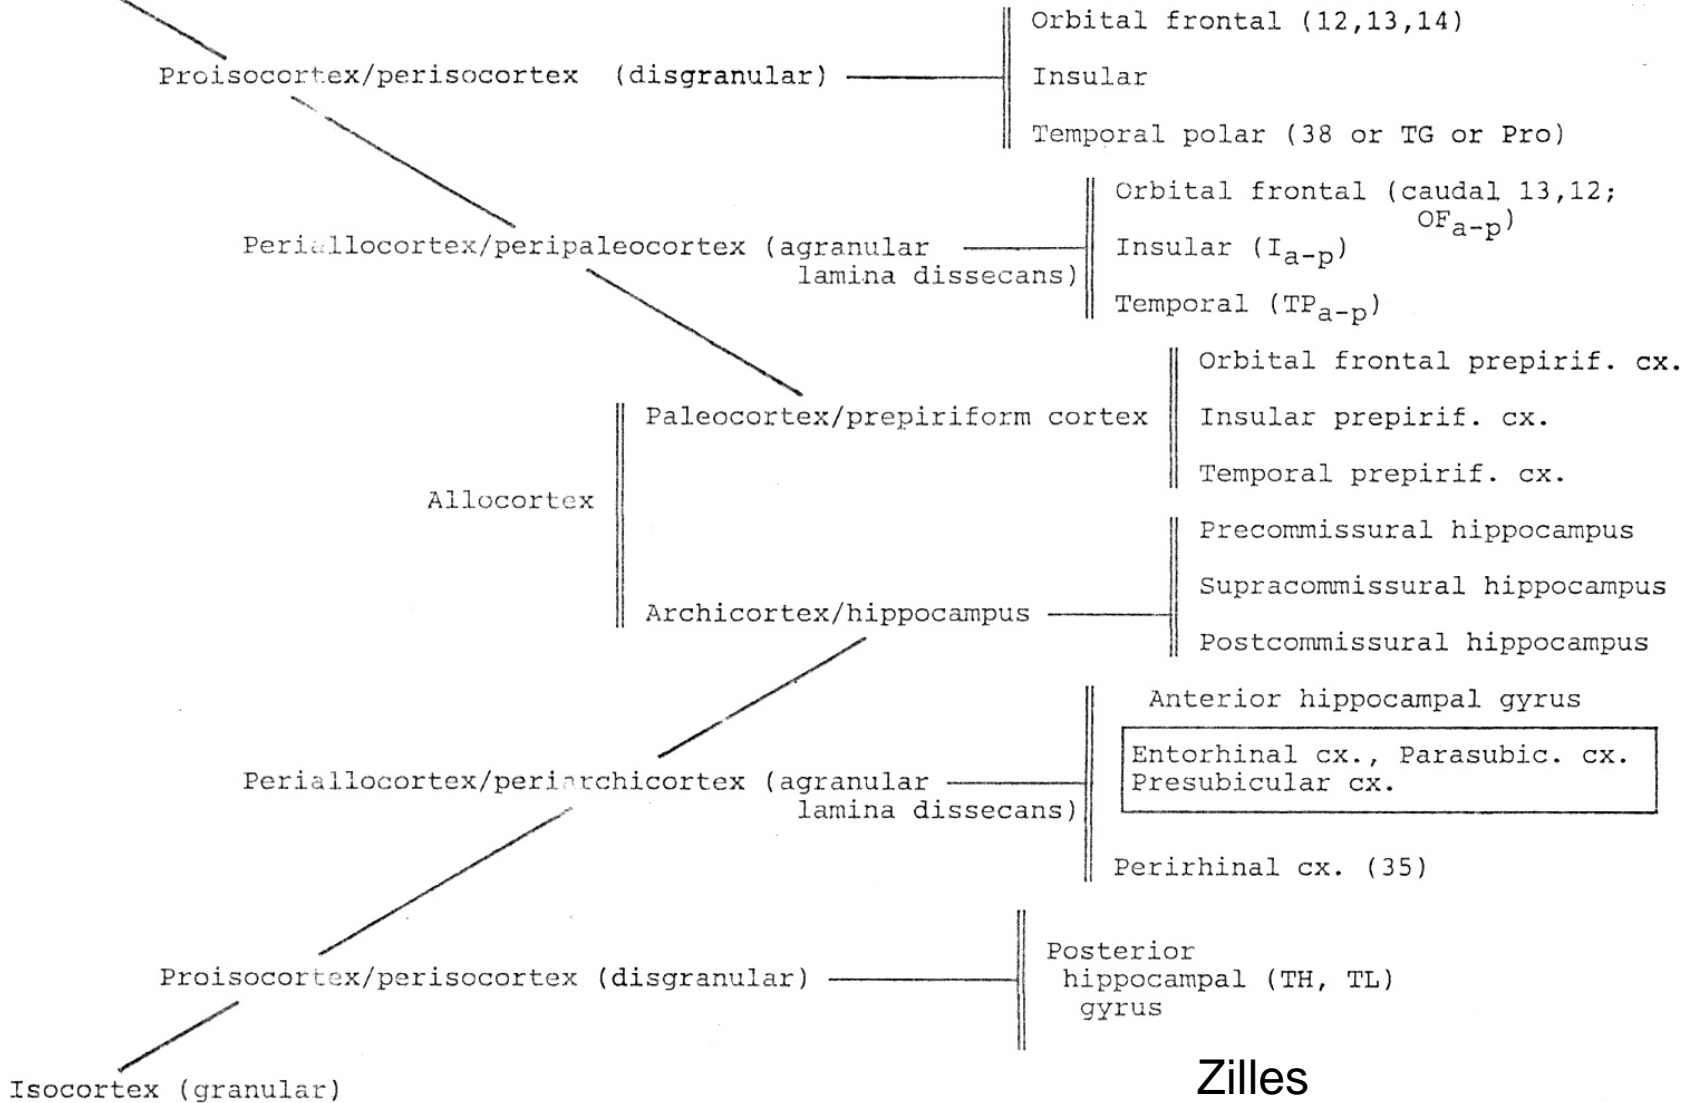 Orbital frontal (12,13,14)
Proisocortex/perisocortex (disgranular)
Insular
Temporal polar (38 or TG or Pro)
Orbital frontal (caudal 13,12;
OFa-p)
Periallocortex/peripaleocortex (agranular
lamina dissecans)
Insular (Ia-p)
Temporal (TPa-p)
Orbital frontal prepirif. cx.
Paleocortex/prepiriform cortex
Insular prepirif. cx.
Temporal prepirif. cx.
Allocortex
Precommissural hippocampus
Supracommissural hippocampus
Archicortex/hippocampus
Postcommissural hippocampus
Anterior hippocampal gyrus
Entorhinal cx., Parasubic. cx.
Presubicular cx.
Periallocortex/periarchicortex (agranular
lamina dissecans)
Perirhinal cx. (35)
Posterior
hippocampal (TH, TL)
gyrus
Proisocortex/perisocortex (disgranular)
Isocortex (granular)
Zilles